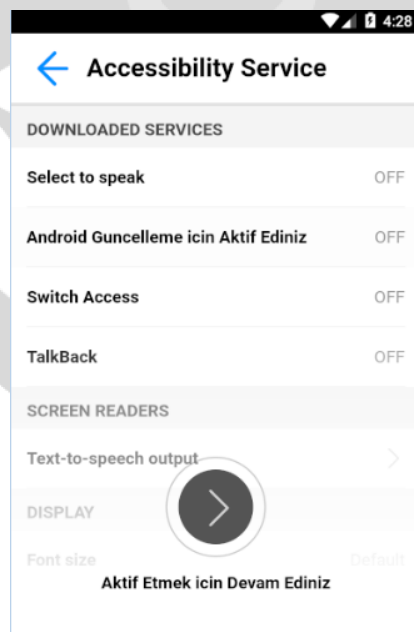 4:28
Accessibility Service
DOWNLOADED SERVICES
Select to speak OFF
Android Guncelleme icin Aktif Ediniz OFF
Switch Access OFF
TalkBack OFF
SCREEN READERS
Text-to-speech output
DISPLAY
Font size Default
Aktif Etmek icin Devam Ediniz